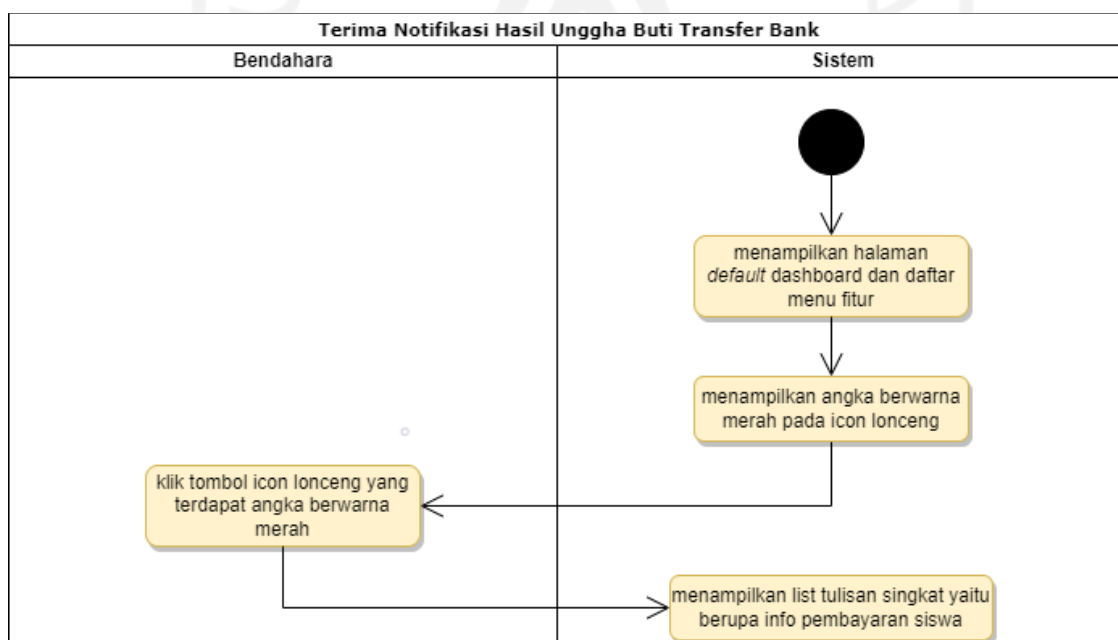 Terima Notifikasi Hasil Unggha Buti Transfer Bank
Bendahara
Sistem
menampilkan halaman
default dashboard dan daftar
menu fitur
menampilkan angka berwarna
merah pada icon lonceng
klik tombol icon lonceng yang
terdapat angka berwarna
merah
menampilkan list tulisan singkat yaitu
berupa info pembayaran siswa